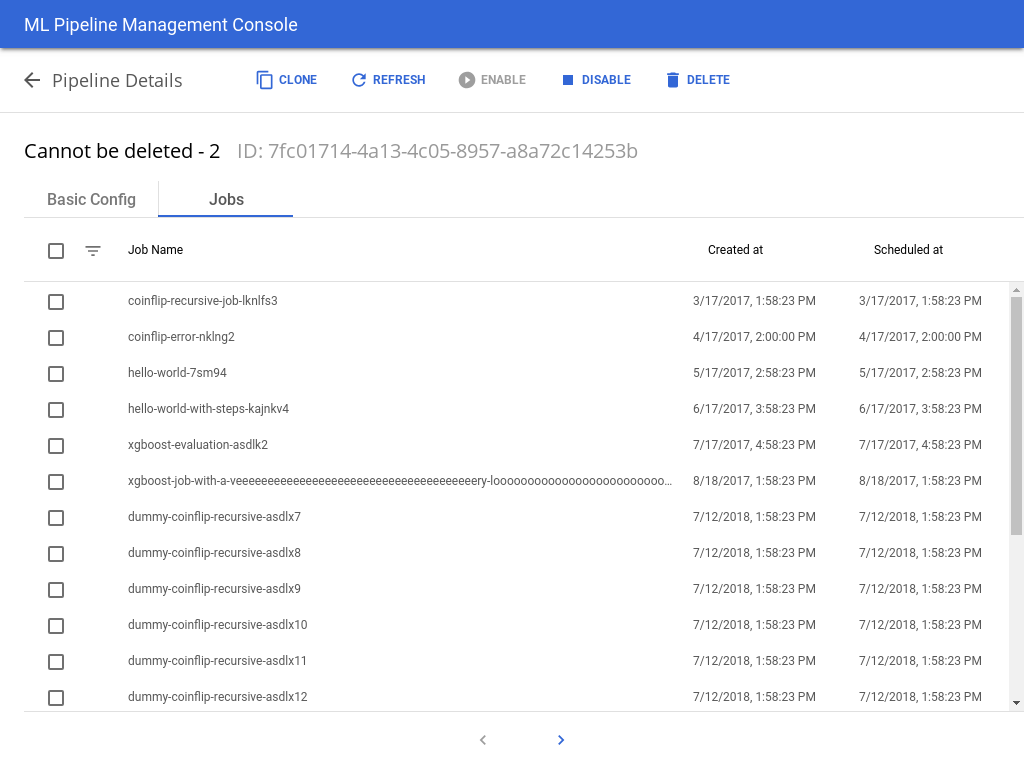 ML Pipeline Management Console
Pipeline Details CLONE REFRESH ENABLE DISABLE DELETE
Cannot be deleted - 2 ID: 7fc01714-4a13-4c05-8957-a8a72c14253b
Basic Config Jobs
Job Name Created at Scheduled at
coinflip-recursive-job-lknlfs3 3/17/2017, 1:58:23 PM 3/17/2017, 1:58:23 PM
coinflip-error-nklng2 4/17/2017, 2:00:00 PM 4/17/2017, 2:00:00 PM
hello-world-7sm94 5/17/2017, 2:58:23 PM 5/17/2017, 2:58:23 PM
hello-world-with-steps-kajnkv4 6/17/2017, 3:58:23 PM 6/17/2017, 3:58:23 PM
xgboost-evaluation-asdlk2 7/17/2017, 4:58:23 PM 7/17/2017, 4:58:23 PM
xgboost-job-with-a-veeeeeeeeeeeeeeeeeeeeeeeeeeeeeeeeeeeeeeery-looooooooooooooooooooooooo... 8/18/2017, 1:58:23 PM 8/18/2017, 1:58:23 PM
dummy-coinflip-recursive-asdlx7 7/12/2018, 1:58:23 PM 7/12/2018, 1:58:23 PM
dummy-coinflip-recursive-asdlx8 7/12/2018, 1:58:23 PM 7/12/2018, 1:58:23 PM
dummy-coinflip-recursive-asdlx9 7/12/2018, 1:58:23 PM 7/12/2018, 1:58:23 PM
dummy-coinflip-recursive-asdlx10 7/12/2018, 1:58:23 PM 7/12/2018, 1:58:23 PM
dummy-coinflip-recursive-asdlx11 7/12/2018, 1:58:23 PM 7/12/2018, 1:58:23 PM
dummy-coinflip-recursive-asdlx12 7/12/2018, 1:58:23 PM 7/12/2018, 1:58:23 PM